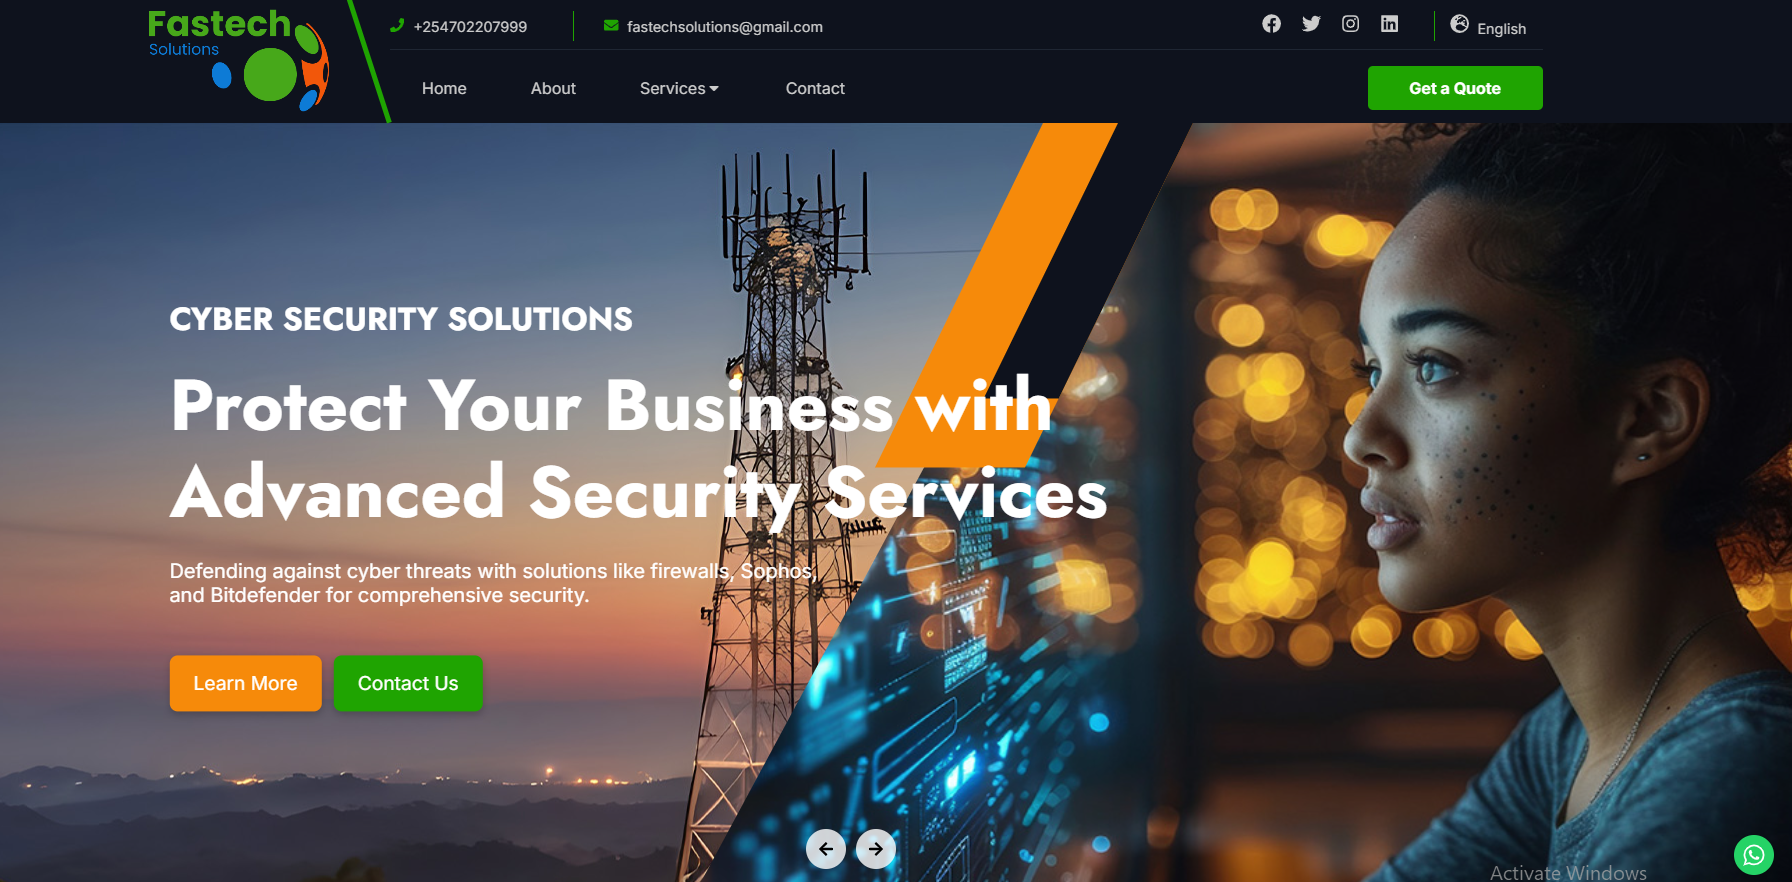 Fastech
Solutions
+254702207999
fastechsolutions@gmail.com
English
Home
About
Services
Contact
Get a Quote
CYBER SECURITY SOLUTIONS
Protect Your Business with
Advanced Security Services
Defending against cyber threats with solutions like firewalls, Sophos,
and Bitdefender for comprehensive security.
Learn More
Contact Us
Activate Windows